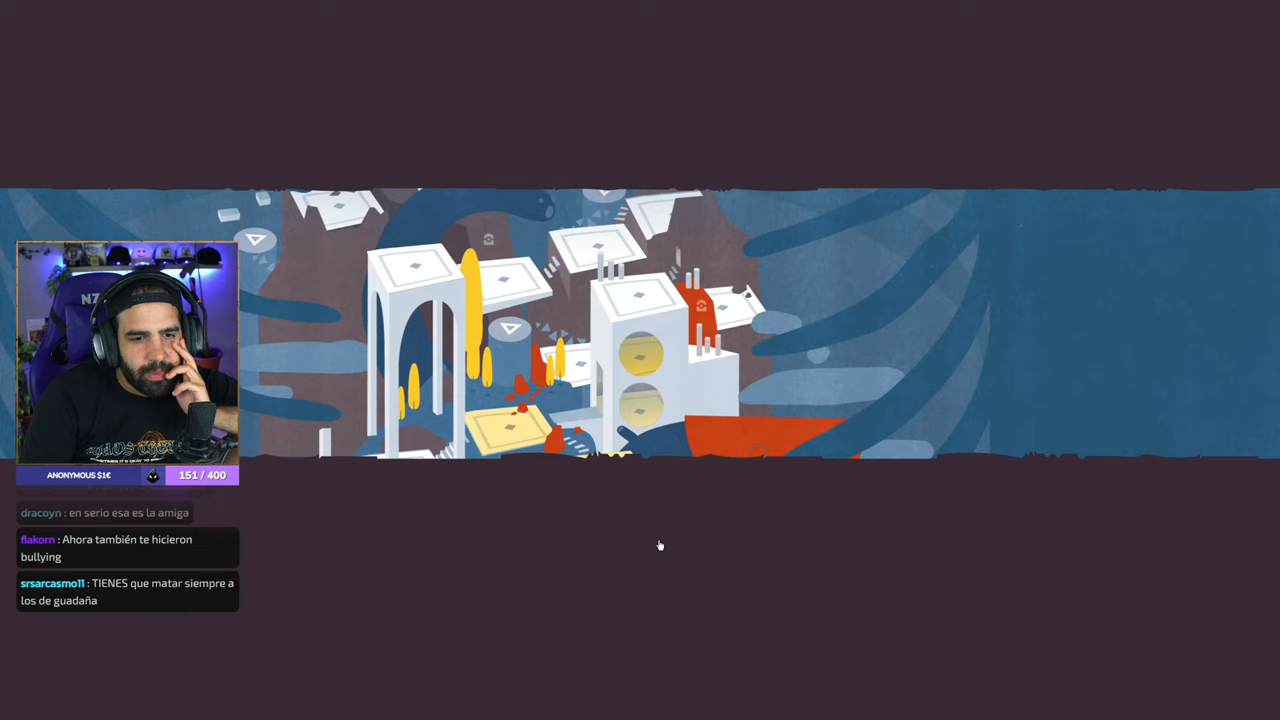 NZ
ANONYMOUS $1€
151 / 400
dracoyn : en serio esa es la amiga
flakorn : Ahora también te hicieron
bullying
srsarcasmo11 : TIENES que matar siempre a
los de guadaña